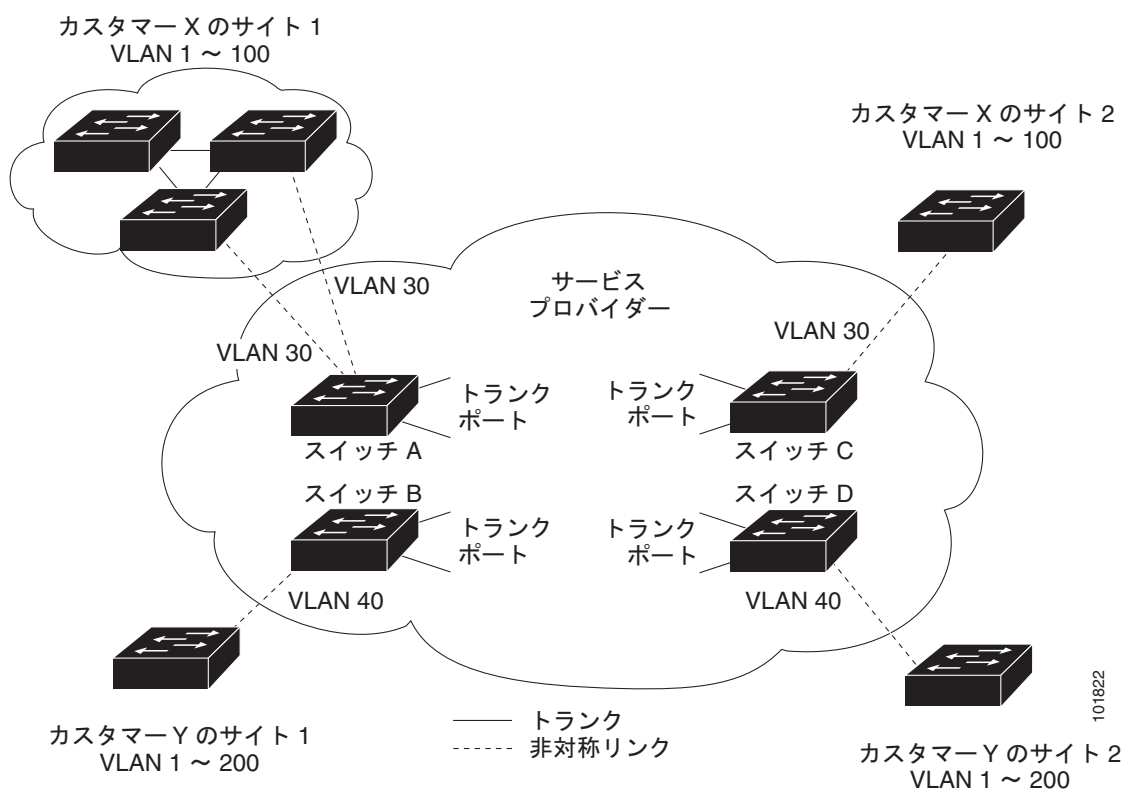 カスタマー X のサイト 1
VLAN 1 ～ 100
カスタマー X のサイト 2
VLAN 1 ～ 100
VLAN 30
サービス
プロバイダー
VLAN 30
VLAN 30
トランク
ポート
トランク
ポート
スイッチ A
スイッチ C
スイッチ B
スイッチ D
トランク
ポート
トランク
ポート
VLAN 40
VLAN 40
101822
カスタマー Y のサイト 1
VLAN 1 ～ 200
トランク
非対称リンク
カスタマー Y のサイト 2
VLAN 1 ～ 200